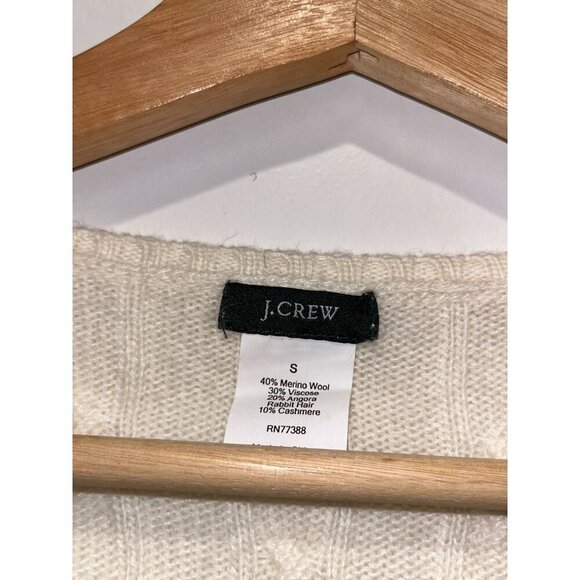 J.CREW
S
40% Merino Wool
30% Viscose
20% Angora
Rabbit Hair
10% Cashmere
RN77388